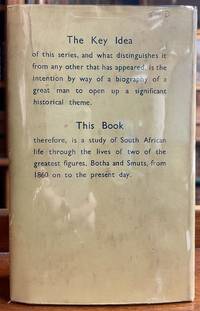 The Key Idea
of this series, and what distinguishes it
from any other that has appeared, is the
intention by way of a biography of a
great man to open up a significant
historical theme.
This Book
therefore, is a study of South African
life through the lives of two of the
greatest figures, Botha and Smuts, from
1860 on to the present day.